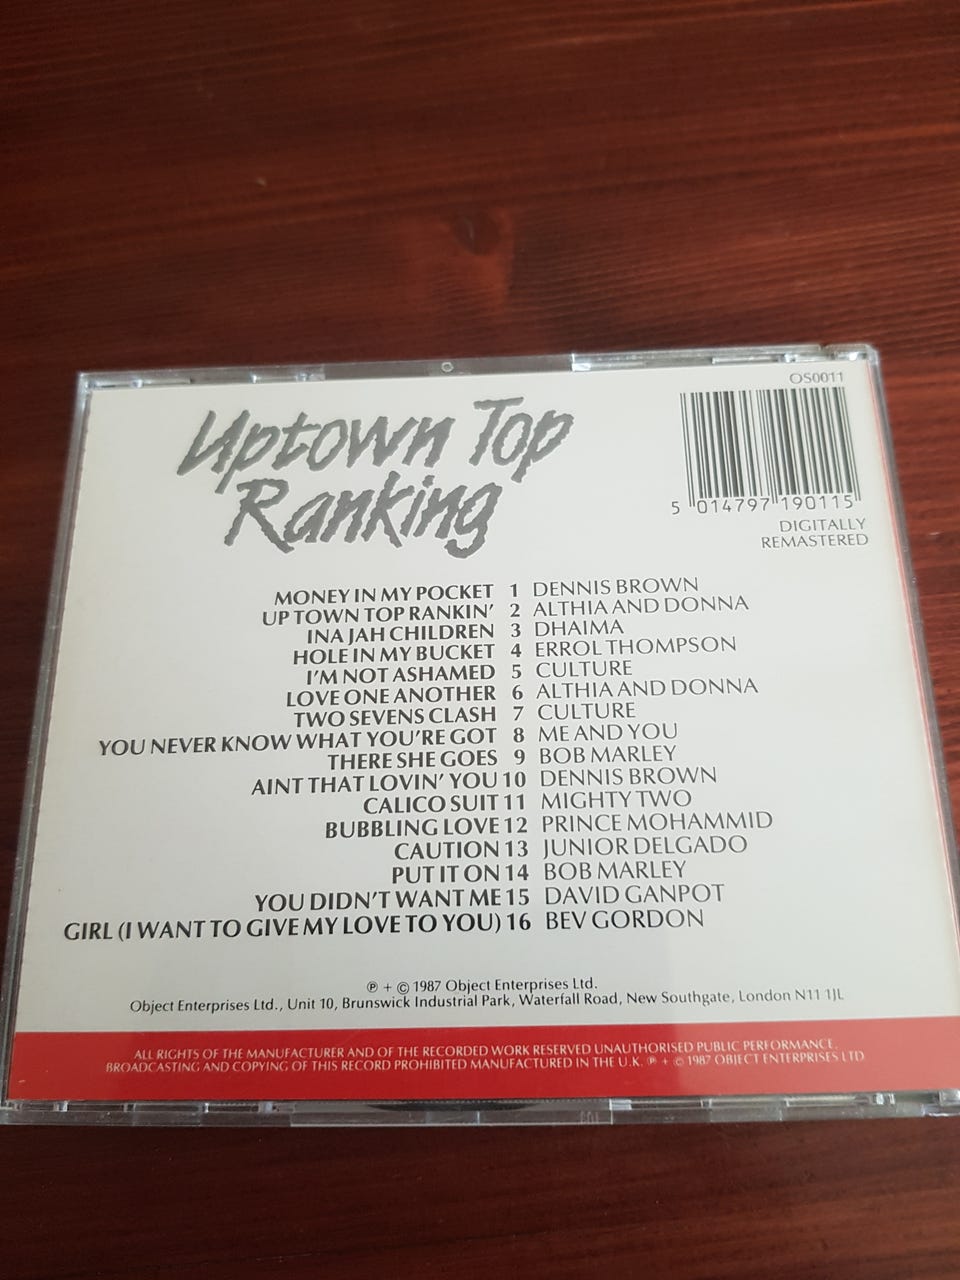 OS0011
Uptown Top
Ranking
5 014797 190115
DIGITALLY
REMASTERED
MONEY IN MY POCKET 1 DENNIS BROWN
UP TOWN TOP RANKIN' 2 ALTHIA AND DONNA
INA JAH CHILDREN 3 DHAIMA
HOLE IN MY BUCKET 4 ERROL THOMPSON
I'M NOT ASHAMED 5 CULTURE
LOVE ONE ANOTHER 6 ALTHIA AND DONNA
TWO SEVENS CLASH 7 CULTURE
YOU NEVER KNOW WHAT YOU'RE GOT 8 ME AND YOU
THERE SHE GOES 9 BOB MARLEY
AINT THAT LOVIN' YOU 10 DENNIS BROWN
CALICO SUIT 11 MIGHTY TWO
BUBBLING LOVE 12 PRINCE MOHAMMID
CAUTION 13 JUNIOR DELGADO
PUT IT ON 14 BOB MARLEY
YOU DIDN'T WANT ME 15 DAVID GANPOT
GIRL (I WANT TO GIVE MY LOVE TO YOU) 16 BEV GORDON
℗ + © 1987 Object Enterprises Ltd.
Object Enterprises Ltd., Unit 10, Brunswick Industrial Park, Waterfall Road, New Southgate, London N11 1JL
ALL RIGHTS OF THE MANUFACTURER AND OF THE RECORDED WORK RESERVED UNAUTHORISED PUBLIC PERFORMANCE.
BROADCASTING AND COPYING OF THIS RECORD PROHIBITED MANUFACTURED IN THE U.K. ℗ + © 1987 OBJECT ENTERPRISES LTD